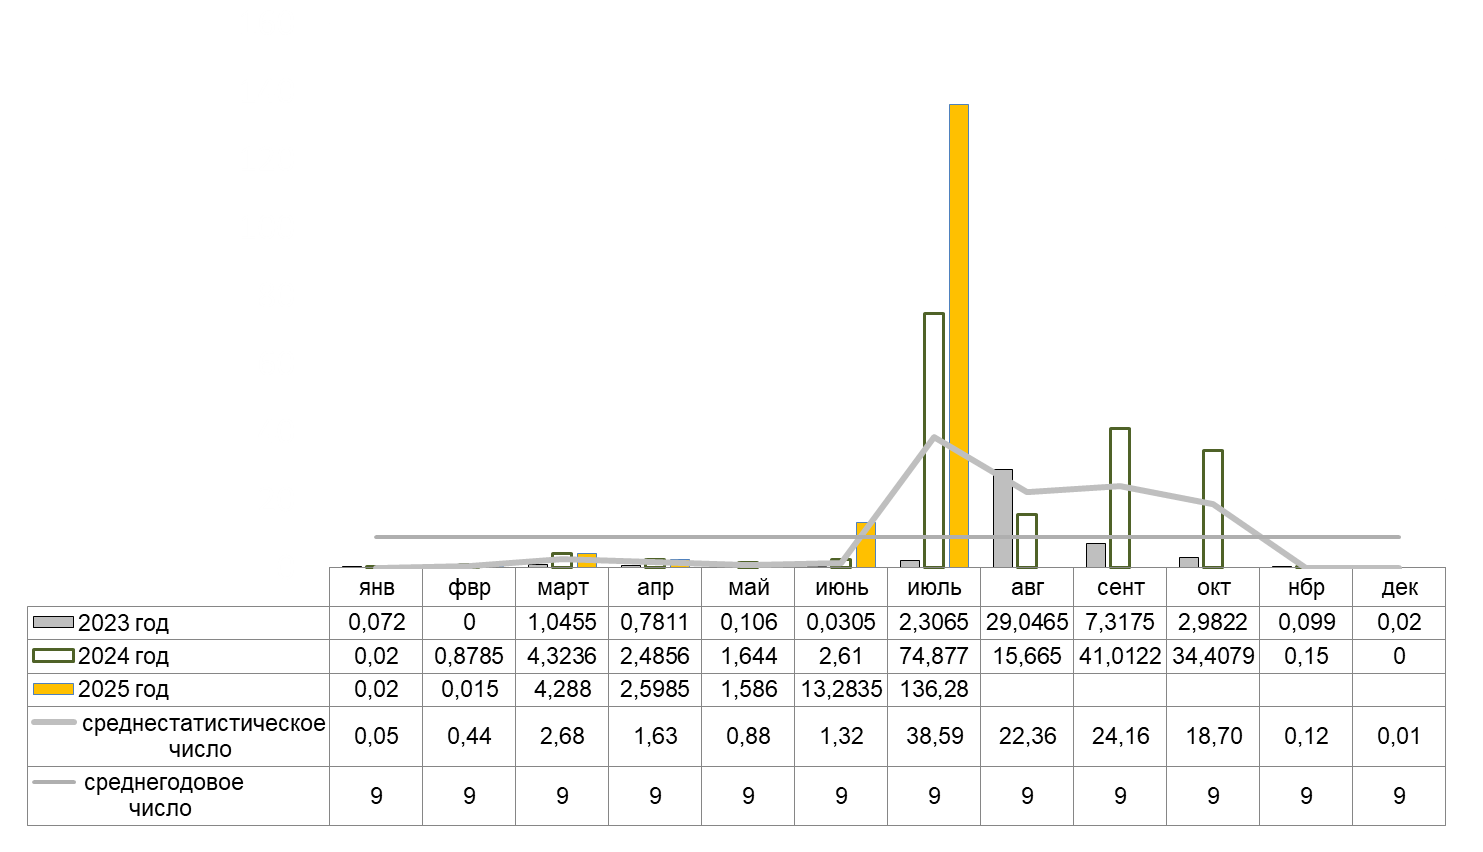 янв фвр март апр май июнь июль авг сент окт нбр дек
2023 год 0,072 0 1,0455 0,7811 0,106 0,0305 2,3065 29,0465 7,3175 2,9822 0,099 0,02
2024 год 0,02 0,8785 4,3236 2,4856 1,644 2,61 74,877 15,665 41,0122 34,4079 0,15 0
2025 год 0,02 0,015 4,288 2,5985 1,586 13,2835 136,28
среднестатистическое
число 0,05 0,44 2,68 1,63 0,88 1,32 38,59 22,36 24,16 18,70 0,12 0,01
среднегодовое
число 9 9 9 9 9 9 9 9 9 9 9 9